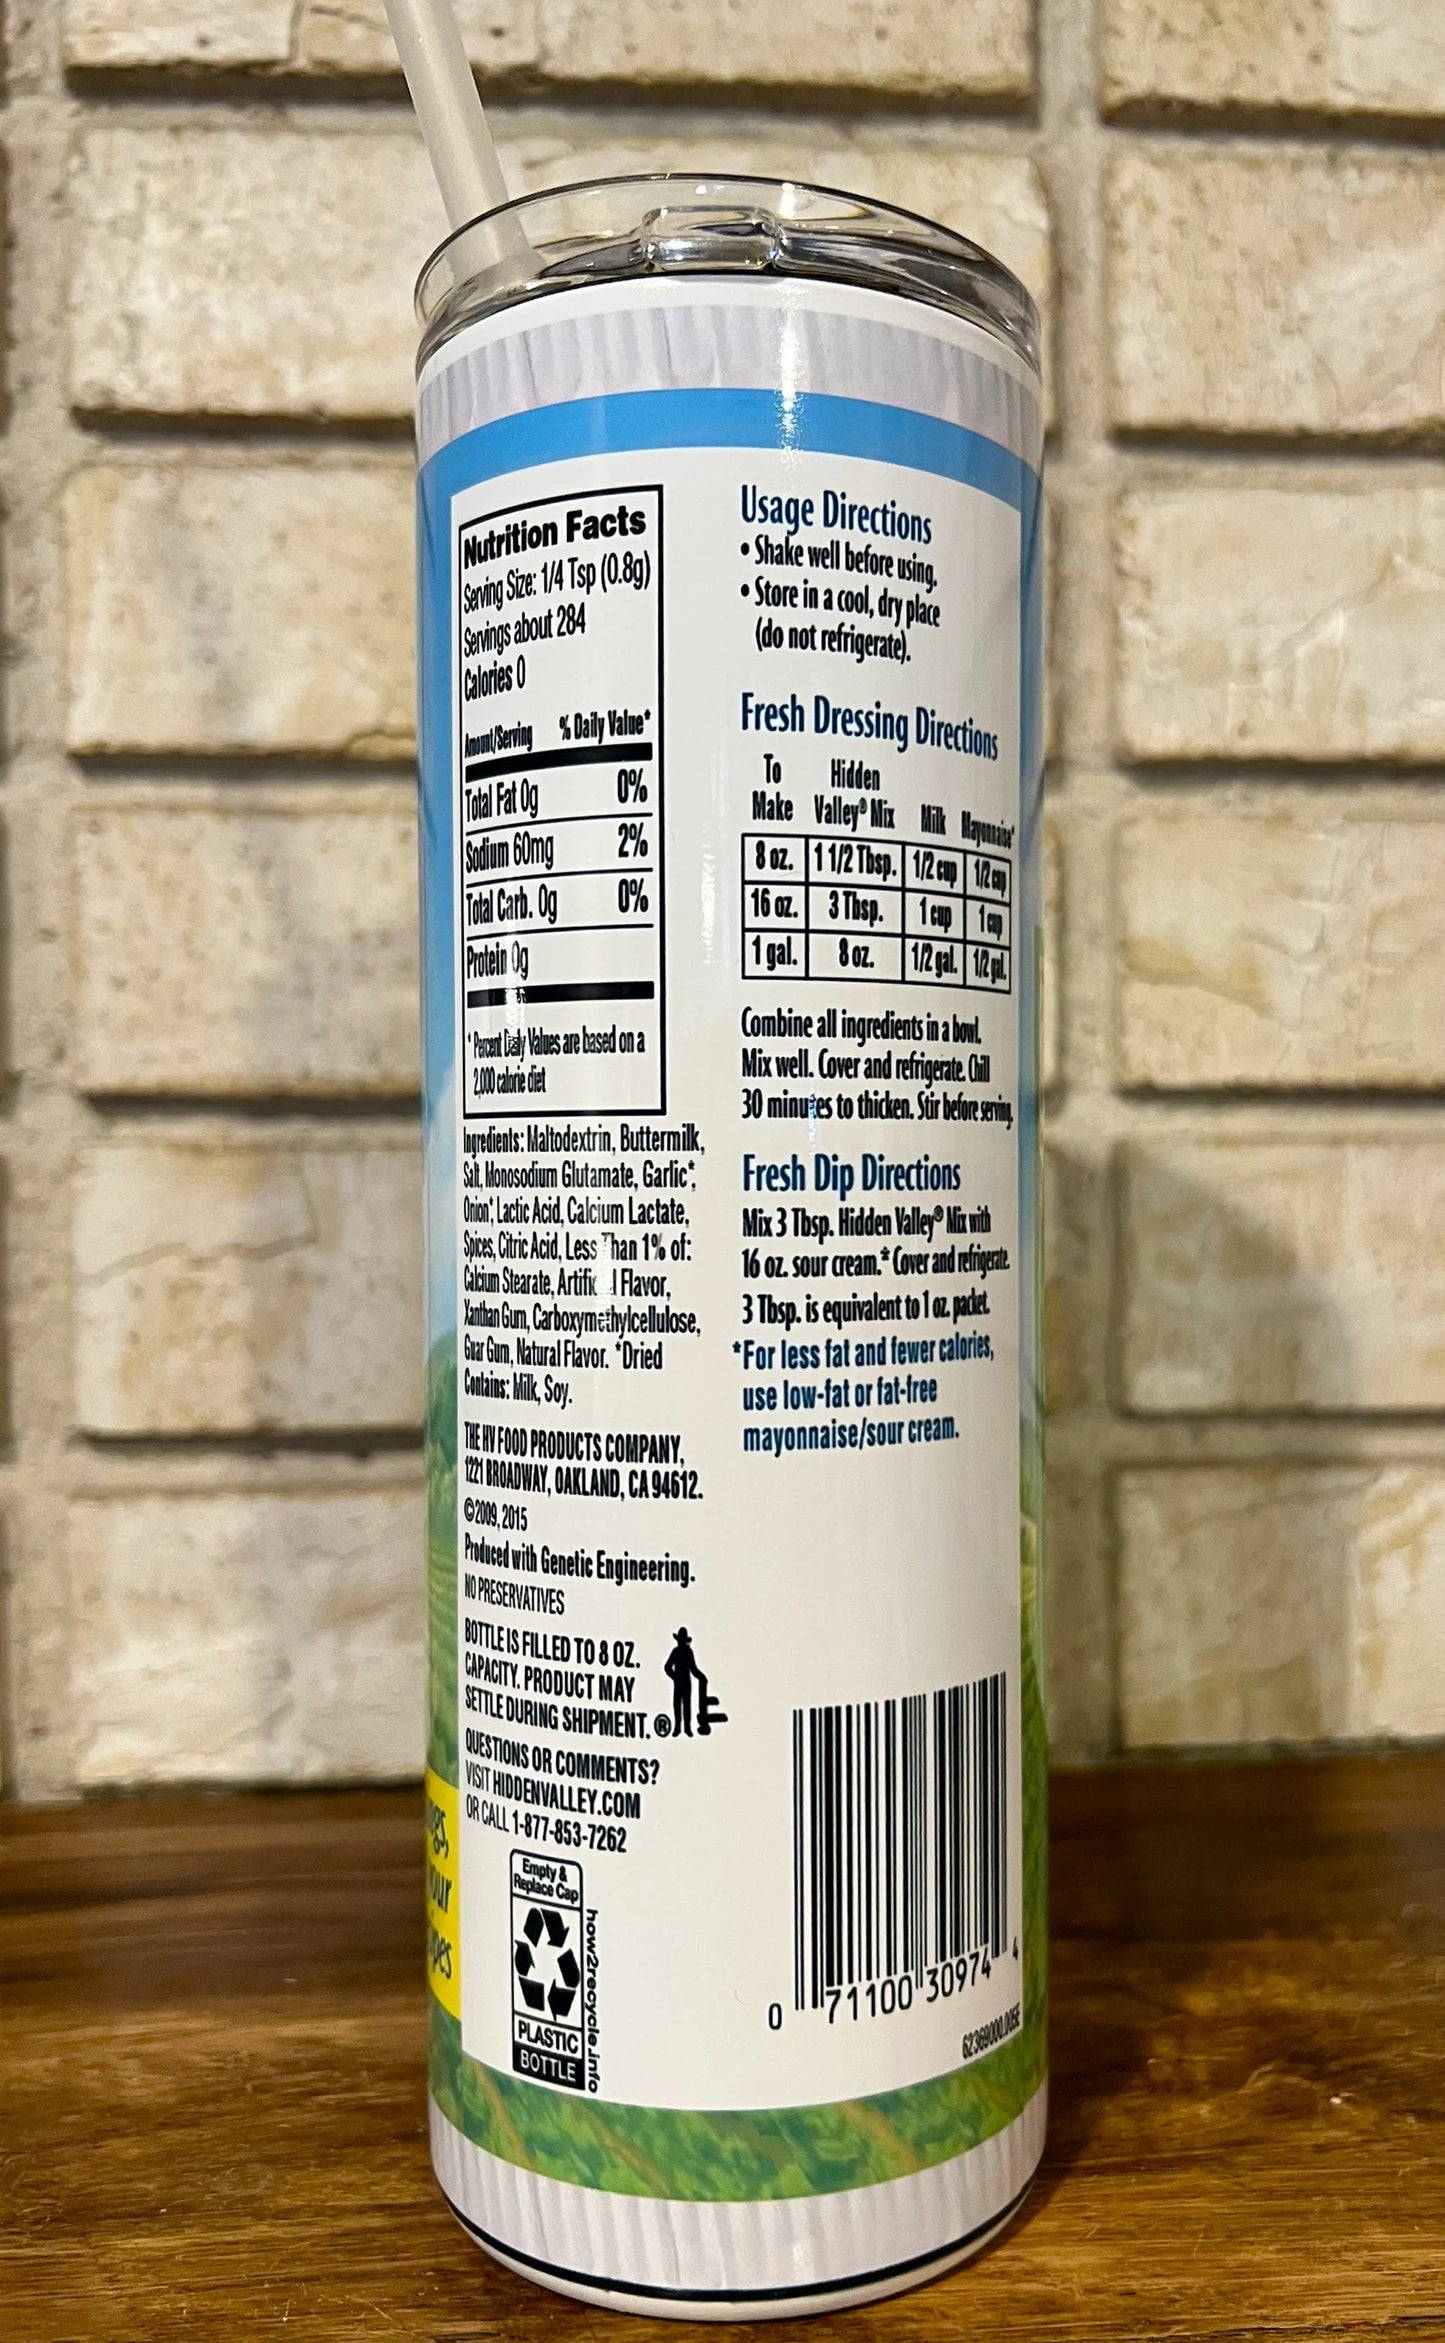 Nutrition Facts
Serving Size: 1/4 Tsp (0.8g)
Servings about 284
Calories 0
Amount/Serving % Daily Value*
Total Fat 0g 0%
Sodium 60mg 2%
Total Carb. 0g 0%
Protein 0g
* Percent Daily Values are based on a
2,000 calorie diet
Ingredients: Maltodextrin, Buttermilk,
Salt, Monosodium Glutamate, Garlic*,
Onion*, Lactic Acid, Calcium Lactate,
Spices, Citric Acid, Less Than 1% of:
Calcium Stearate, Artificial Flavor,
Xanthan Gum, Carboxymethylcellulose,
Guar Gum, Natural Flavor. *Dried
Contains: Milk, Soy.
THE HV FOOD PRODUCTS COMPANY,
1221 BROADWAY, OAKLAND, CA 94612.
©2009, 2015
Produced with Genetic Engineering.
NO PRESERVATIVES
BOTTLE IS FILLED TO 8 OZ.
CAPACITY. PRODUCT MAY
SETTLE DURING SHIPMENT. ®
QUESTIONS OR COMMENTS?
VISIT HIDDENVALLEY.COM
OR CALL 1-877-853-7262
Empty &
Replace Cap
PLASTIC
BOTTLE
how2recycle.info
Usage Directions
• Shake well before using.
• Store in a cool, dry place
(do not refrigerate).
Fresh Dressing Directions
To Hidden
Make Valley® Mix Milk Mayonnaise*
8 oz. 1 1/2 Tbsp. 1/2 cup 1/2 cup
16 oz. 3 Tbsp. 1 cup 1 cup
1 gal. 8 oz. 1/2 gal. 1/2 gal.
Combine all ingredients in a bowl.
Mix well. Cover and refrigerate. Chill
30 minutes to thicken. Stir before serving.
Fresh Dip Directions
Mix 3 Tbsp. Hidden Valley® Mix with
16 oz. sour cream.* Cover and refrigerate.
3 Tbsp. is equivalent to 1 oz. packet.
*For less fat and fewer calories,
use low-fat or fat-free
mayonnaise/sour cream.
0 71100 30974 4